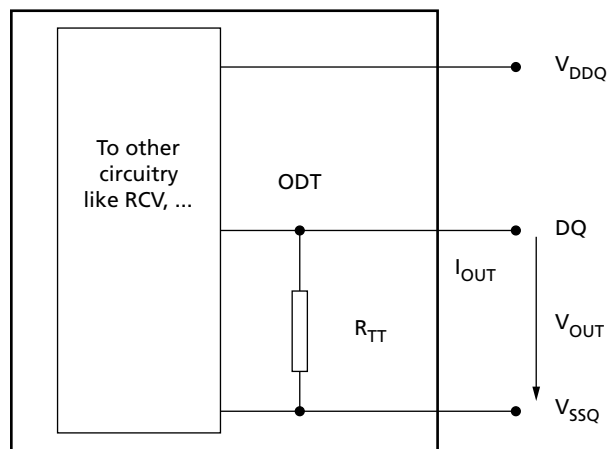 V_DDQ
To other
circuitry
like RCV, ...
ODT
DQ
I_OUT
R_TT
V_OUT
V_SSQ